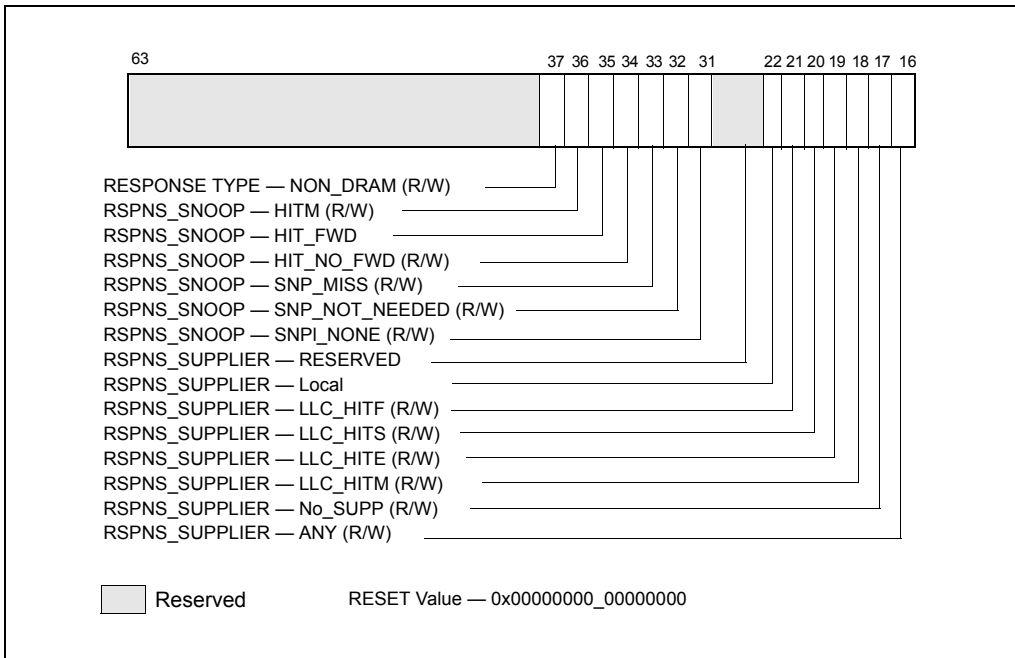 63 37 36 35 34 33 32 31 22 21 20 19 18 17 16
RESPONSE TYPE — NON_DRAM (R/W)
RSPNS_SNOOP — HITM (R/W)
RSPNS_SNOOP — HIT_FWD
RSPNS_SNOOP — HIT_NO_FWD (R/W)
RSPNS_SNOOP — SNP_MISS (R/W)
RSPNS_SNOOP — SNP_NOT_NEEDED (R/W)
RSPNS_SNOOP — SNPI_NONE (R/W)
RSPNS_SUPPLIER — RESERVED
RSPNS_SUPPLIER — Local
RSPNS_SUPPLIER — LLC_HITF (R/W)
RSPNS_SUPPLIER — LLC_HITS (R/W)
RSPNS_SUPPLIER — LLC_HITE (R/W)
RSPNS_SUPPLIER — LLC_HITM (R/W)
RSPNS_SUPPLIER — No_SUPP (R/W)
RSPNS_SUPPLIER — ANY (R/W)
Reserved RESET Value — 0x00000000_00000000